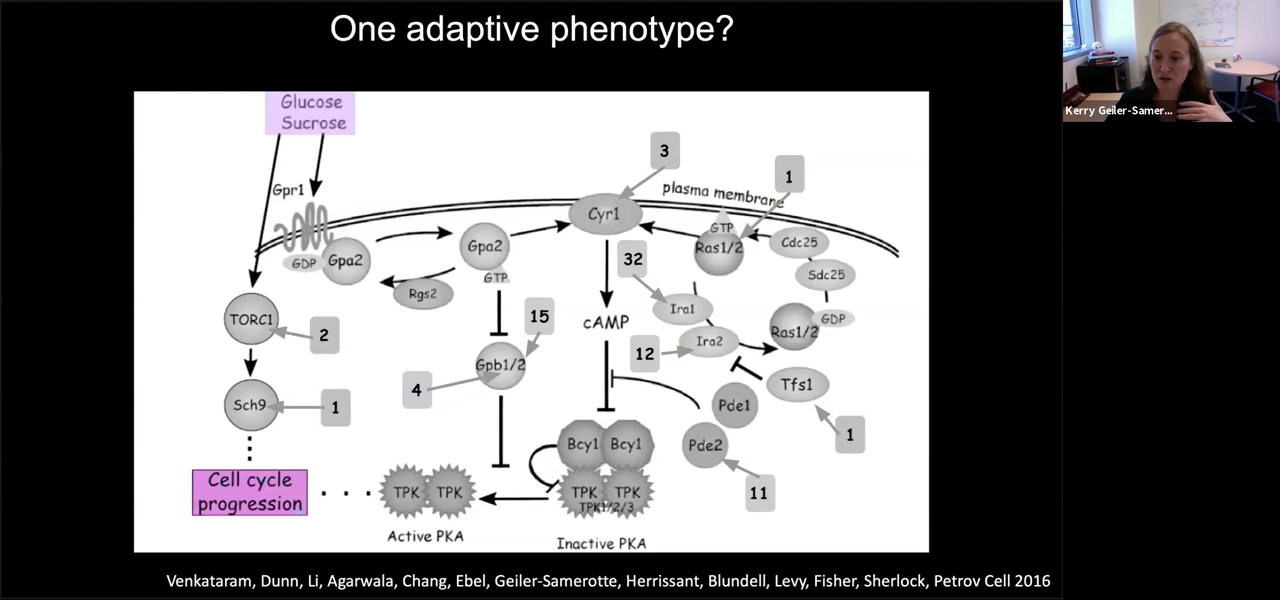 One adaptive phenotype?
Kerry Geiler-Samer...
Glucose
Sucrose
3
1
plasma membrane
Gpr1
Cyr1
GTP
Ras1/2
Cdc25
GDP
Gpa2
Gpa2
GTP
Rgs2
32
Sdc25
Ira1
TORC1
2
15
cAMP
12
Ira2
Ras1/2
GDP
Gpb1/2
4
Tfs1
Sch9
1
Pde1
1
Pde2
11
Bcy1
Bcy1
Cell cycle
progression
TPK
TPK
TPK
TPK
TPK1/2/3
Active PKA
Inactive PKA
Venkataram, Dunn, Li, Agarwala, Chang, Ebel, Geiler-Samerotte, Herrissant, Blundell, Levy, Fisher, Sherlock, Petrov Cell 2016